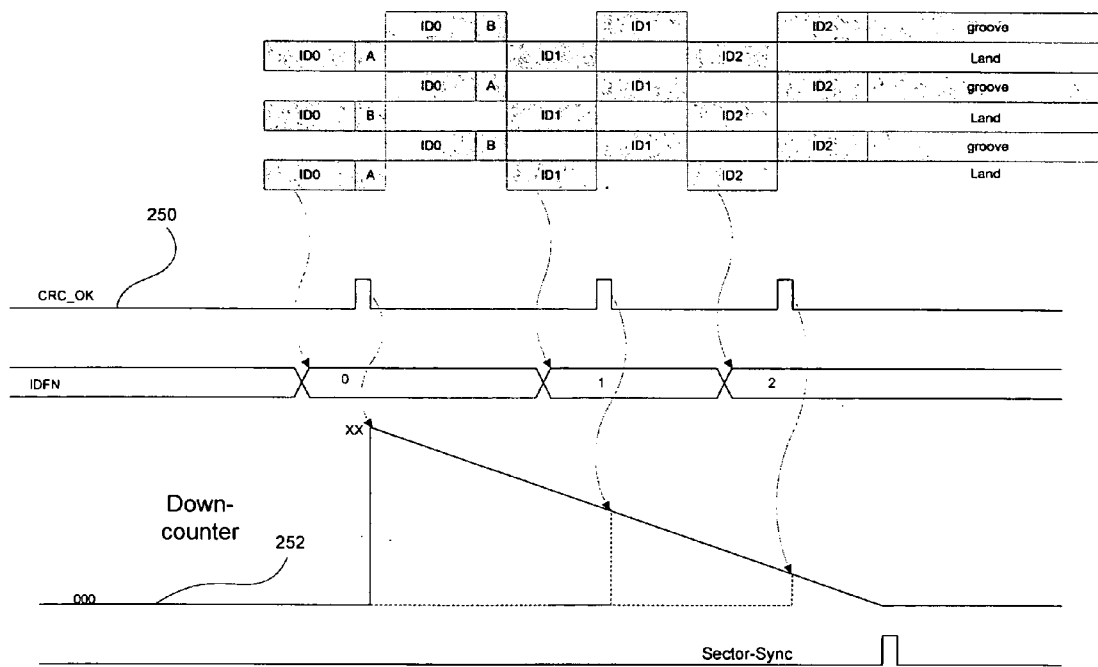 ID0 B ID1 ID2 groove
ID0 A ID1 ID2 Land
ID0 A ID1 ID2 groove
ID0 B ID1 ID2 Land
ID0 B ID1 ID2 groove
ID0 A ID1 ID2 Land
250
CRC_OK
IDFN 0 1 2
XX
Down-
counter
252
000
Sector-Sync